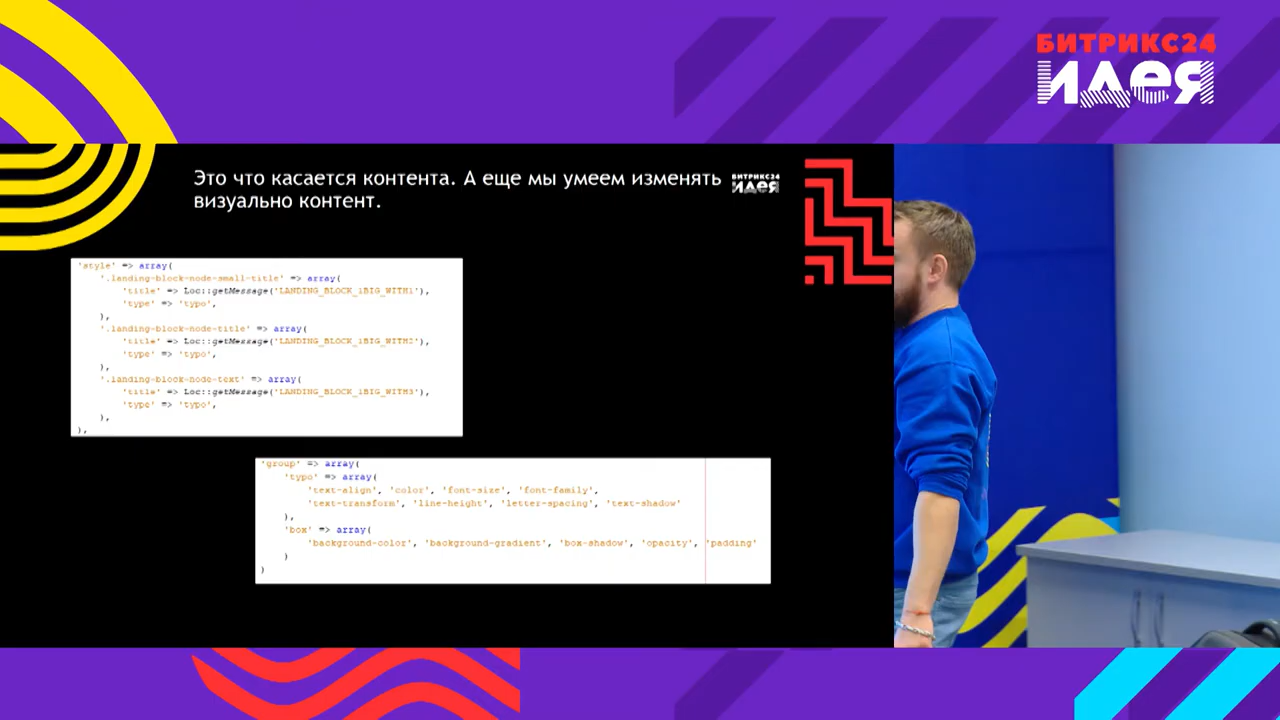 БИТРИКС24
идея
Это что касается контента. А еще мы умеем изменять
визуально контент.
БИТРИКС24
идея
'style' => array(
'.landing-block-node-small-title' => array(
'title' => Loc::getMessage('LANDING_BLOCK_1BIG_WITH1'),
'type' => 'typo',
),
'.landing-block-node-title' => array(
'title' => Loc::getMessage('LANDING_BLOCK_1BIG_WITH2'),
'type' => 'typo',
),
'.landing-block-node-text' => array(
'title' => Loc::getMessage('LANDING_BLOCK_1BIG_WITH3'),
'type' => 'typo',
),
),
'group' => array(
'typo' => array(
'text-align', 'color', 'font-size', 'font-family',
'text-transform', 'line-height', 'letter-spacing', 'text-shadow'
),
'box' => array(
'background-color', 'background-gradient', 'box-shadow', 'opacity', 'padding'
)
)